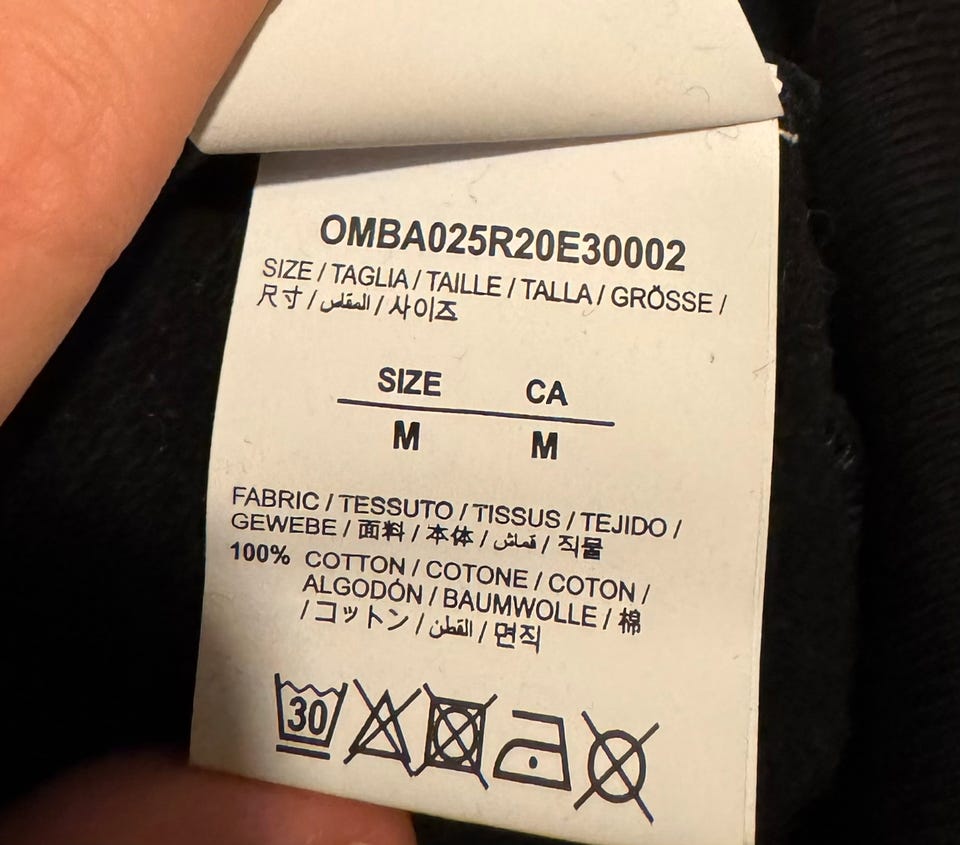 OMBA025R20E30002
SIZE / TAGLIA / TAILLE / TALLA / GRÖSSE /
尺寸 / المقاس / 사이즈
SIZE CA
M M
FABRIC / TESSUTO / TISSUS / TEJIDO /
GEWEBE / 面料 / 本体 / قماش / 직물
100% COTTON / COTONE / COTON /
ALGODÓN / BAUMWOLLE / 棉
/ コットン / القطن / 면직
30